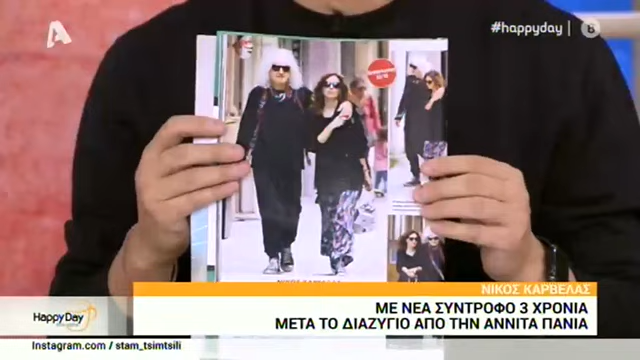 A
#happyday
ΝΙΚΟΣ ΚΑΡΒΕΛΑΣ
ΜΕ ΝΕΑ ΣΥΝΤΡΟΦΟ 3 ΧΡΟΝΙΑ
ΜΕΤΑ ΤΟ ΔΙΑΖΥΓΙΟ ΑΠΟ ΤΗΝ ΑΝΝΙΤΑ ΠΑΝΙΑ
Happy Day
Instagram.com / stam_tsimtsili